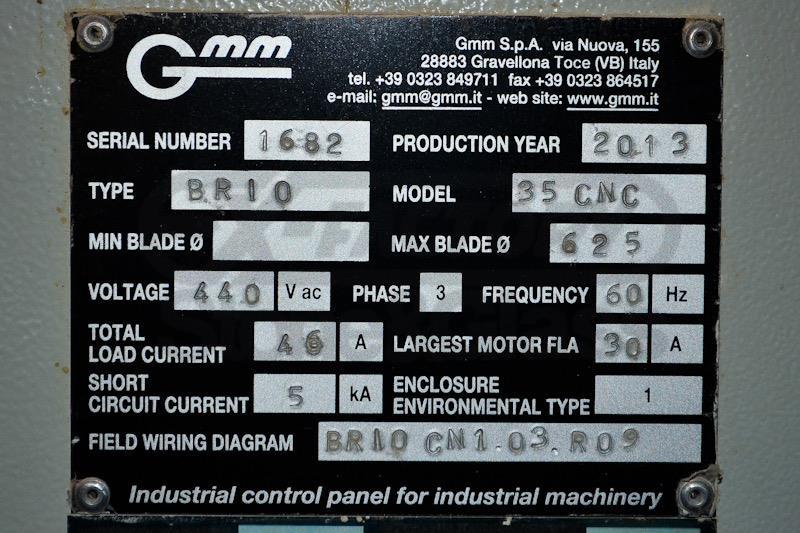 Gmm
Gmm S.p.A. via Nuova, 155
28883 Gravellona Toce (VB) Italy
tel. +39 0323 849711 fax +39 0323 864517
e-mail: gmm@gmm.it - web site: www.gmm.it
SERIAL NUMBER 1682 PRODUCTION YEAR 2013
TYPE BRIO MODEL 35 CNC
MIN BLADE Ø MAX BLADE Ø 625
VOLTAGE 440 V ac PHASE 3 FREQUENCY 60 Hz
TOTAL
LOAD CURRENT 46 A LARGEST MOTOR FLA 30 A
SHORT
CIRCUIT CURRENT 5 kA ENCLOSURE
ENVIRONMENTAL TYPE 1
FIELD WIRING DIAGRAM BRIO CN1.03.R09
Industrial control panel for industrial machinery